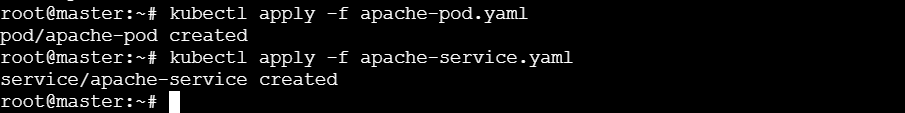 root@master:~# kubectl apply -f apache-pod.yaml
pod/apache-pod created
root@master:~# kubectl apply -f apache-service.yaml
service/apache-service created
root@master:~#